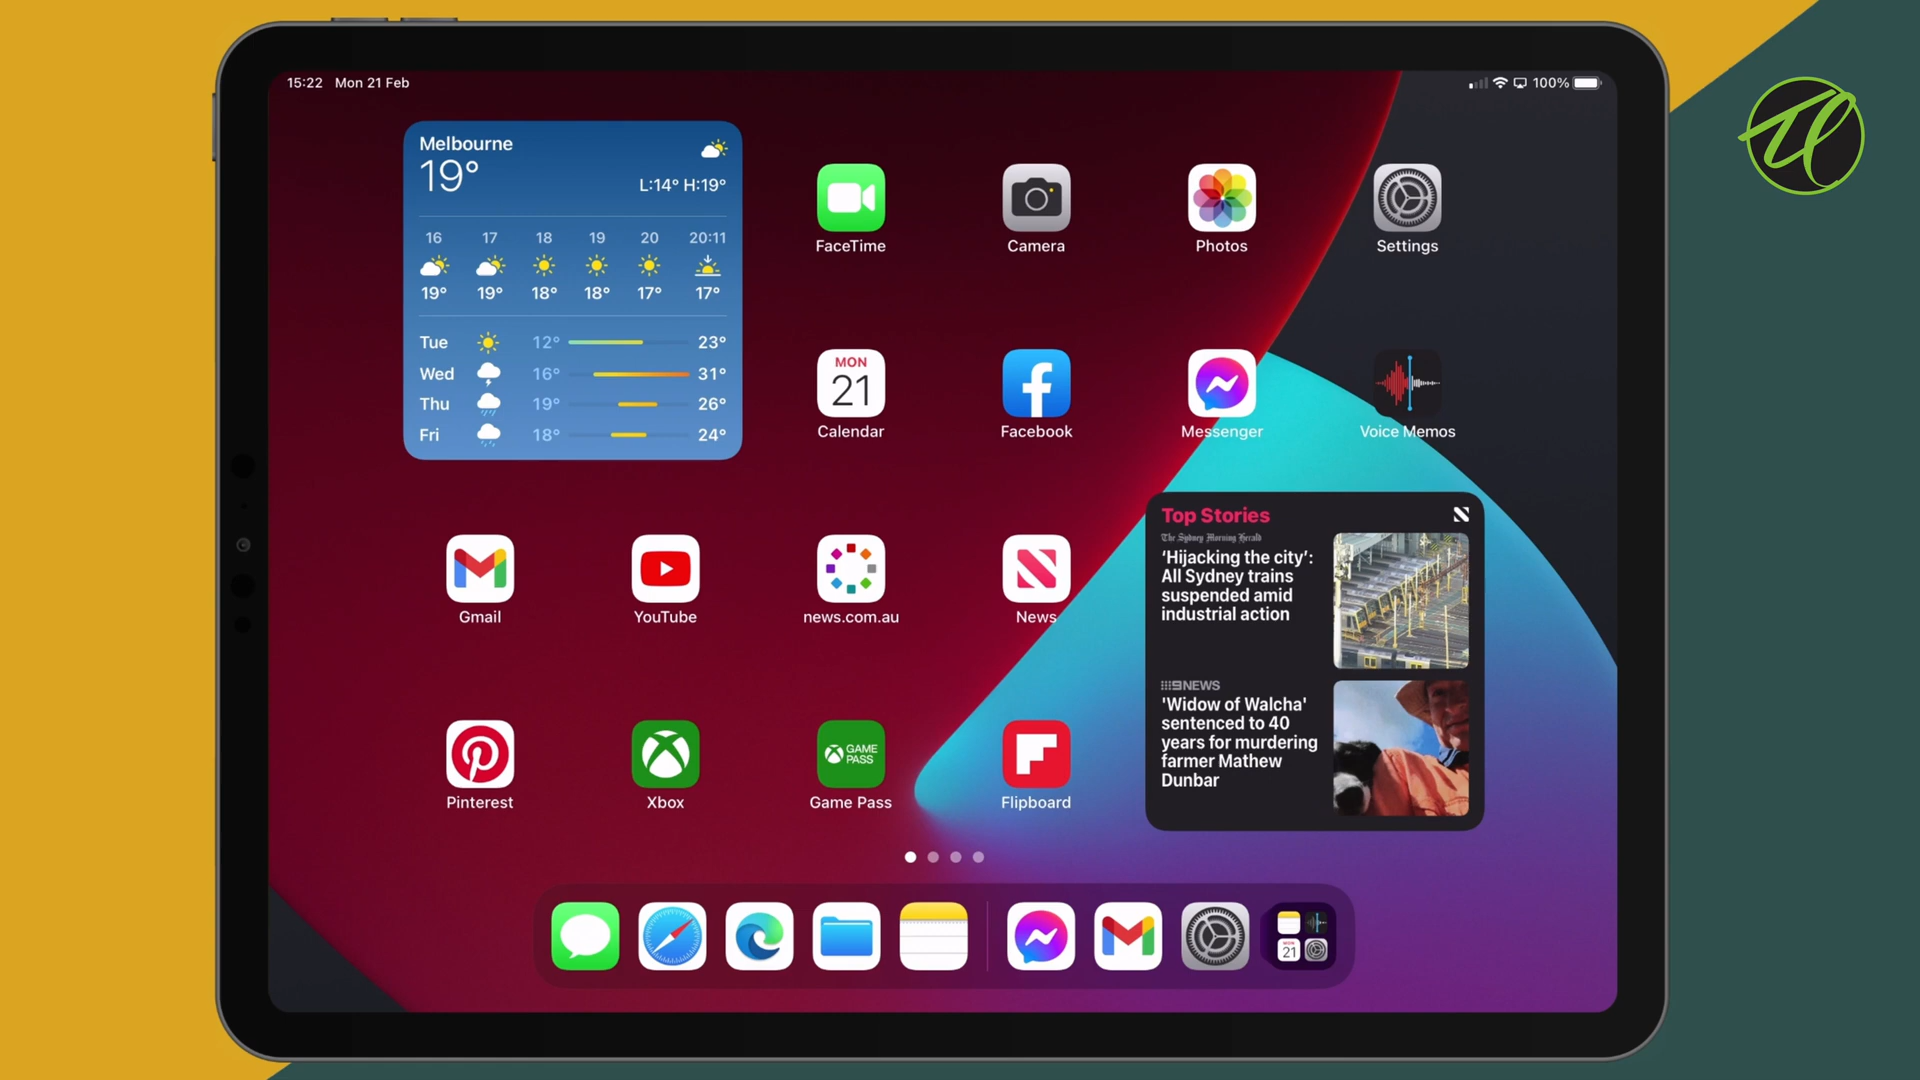 15:22 Mon 21 Feb
100%
Melbourne
19°
L:14° H:19°
16 17 18 19 20 20:11
19° 19° 18° 18° 17° 17°
Tue 12° 23°
Wed 16° 31°
Thu 19° 26°
Fri 18° 24°
FaceTime
Camera
Photos
Settings
MON
21
Calendar
Facebook
Messenger
Voice Memos
Gmail
YouTube
news.com.au
News
Top Stories
The Sydney Morning Herald
‘Hijacking the city’:
All Sydney trains
suspended amid
industrial action
9NEWS
'Widow of Walcha'
sentenced to 40
years for murdering
farmer Mathew
Dunbar
Pinterest
Xbox
GAME
PASS
Game Pass
Flipboard
MON
21